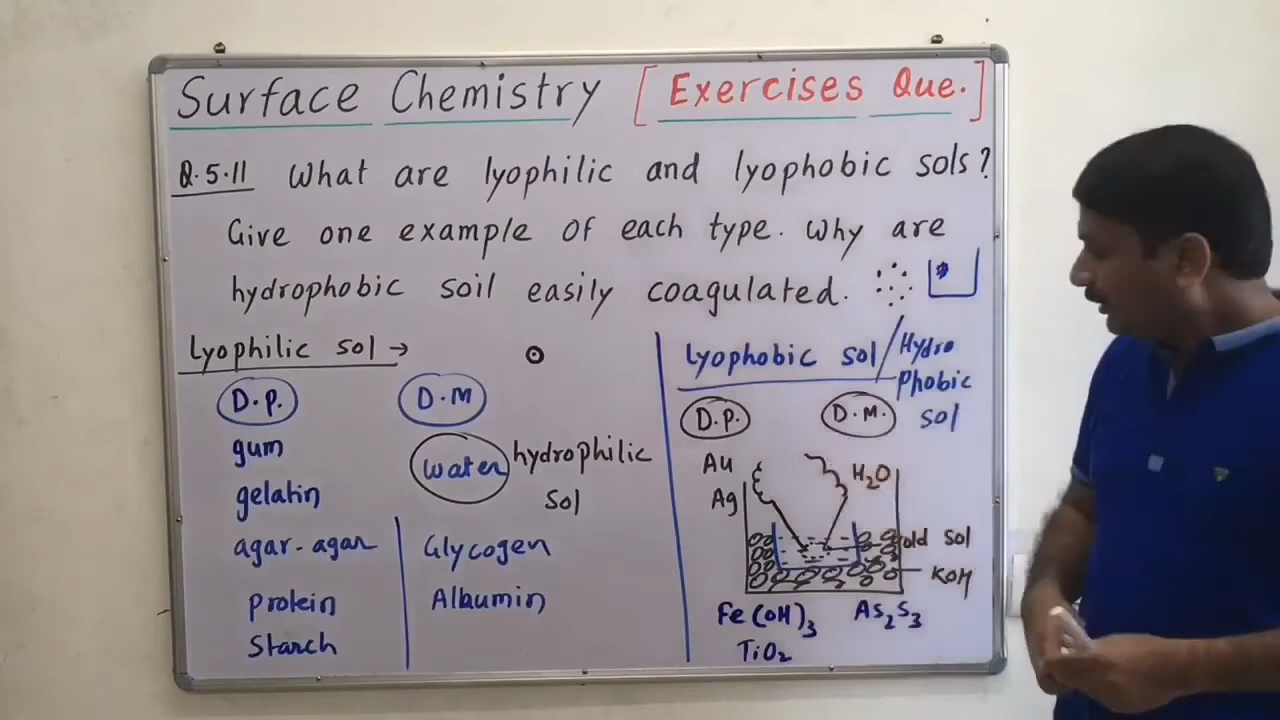 Surface Chemistry [Exercises Que.]
Q.5.11 What are lyophilic and lyophobic sols?
Give one example of each type. Why are
hydrophobic soil easily coagulated.
Lyophilic sol →
D.P. D.M
gum
water hydrophilic sol
gelatin
agar-agar Glycogen
protein Albumin
Starch
Lyophobic sol/Hydro
Phobic
sol
D.P. D.M.
Au H2O
Ag
old sol
KOH
Fe(OH)3 As2S3
TiO2